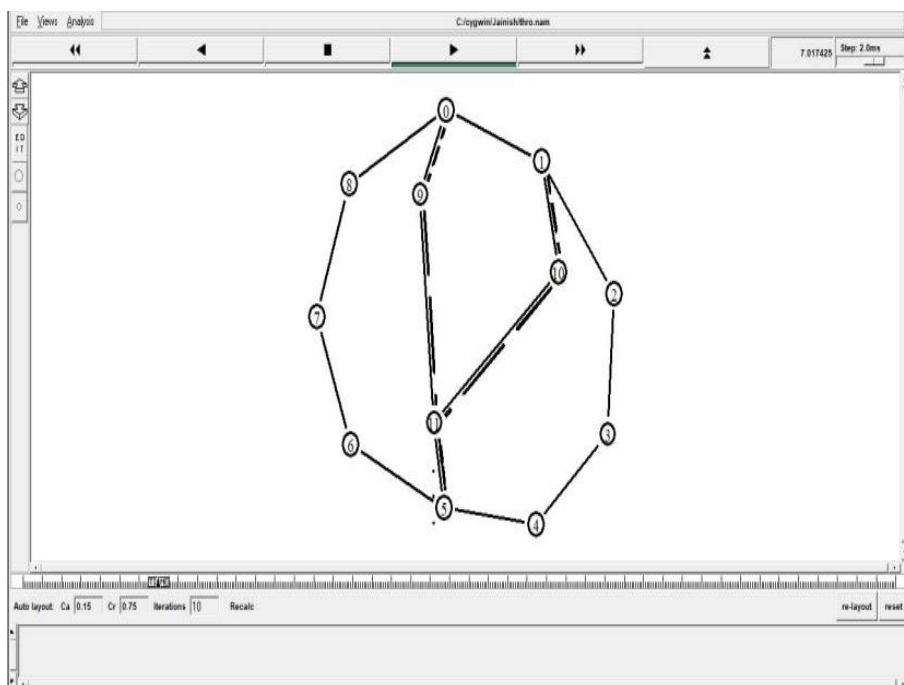 File Views Analysis C:/cygwin/Jainish/thro.nam
7.017425 Step: 2.0ms
ED
IT
0
1
8
9
10
2
7
11
3
6
5
4
Auto layout: Ca 0.15 Cr 0.75 Iterations 10 Recalc re-layout reset